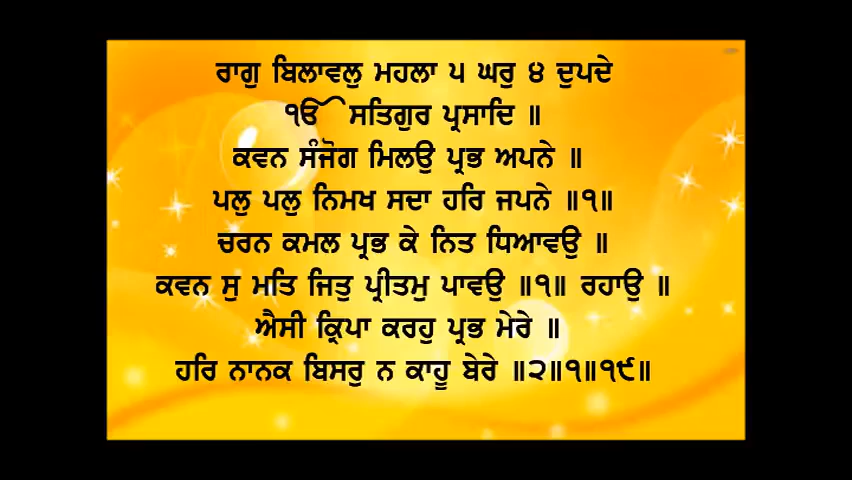 ਰਾਗੁ ਬਿਲਾਵਲੁ ਮਹਲਾ ੫ ਘਰੁ ੪ ਦੁਪਦੇ
ੴ ਸਤਿਗੁਰ ਪ੍ਰਸਾਦਿ ॥
ਕਵਨ ਸੰਜੋਗ ਮਿਲਉ ਪ੍ਰਭ ਅਪਨੇ ॥
ਪਲੁ ਪਲੁ ਨਿਮਖ ਸਦਾ ਹਰਿ ਜਪਨੇ ॥੧॥
ਚਰਨ ਕਮਲ ਪ੍ਰਭ ਕੇ ਨਿਤ ਧਿਆਵਉ ॥
ਕਵਨ ਸੁ ਮਤਿ ਜਿਤੁ ਪ੍ਰੀਤਮੁ ਪਾਵਉ ॥੧॥ ਰਹਾਉ ॥
ਐਸੀ ਕ੍ਰਿਪਾ ਕਰਹੁ ਪ੍ਰਭ ਮੇਰੇ ॥
ਹਰਿ ਨਾਨਕ ਬਿਸਰੁ ਨ ਕਾਹੂ ਬੇਰੇ ॥੨॥੧॥੧੯॥